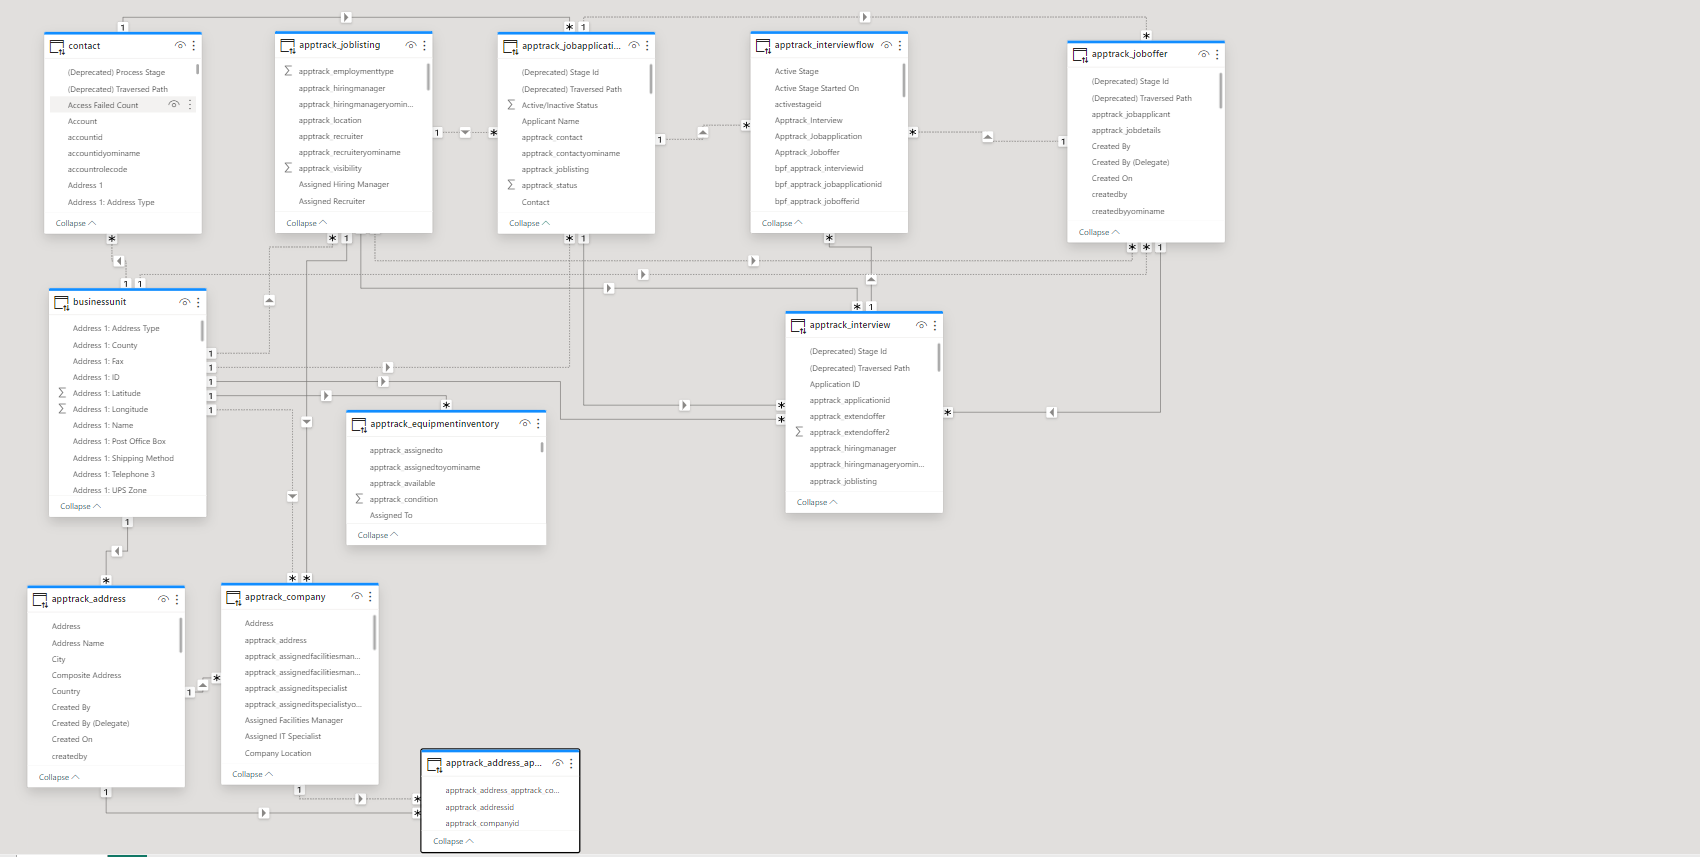 contact
(Deprecated) Process Stage
(Deprecated) Traversed Path
Access Failed Count
Account
accountid
accountidyominame
accountrolecode
Address 1
Address 1: Address Type
Collapse
apptrack_joblisting
apptrack_employmenttype
apptrack_hiringmanager
apptrack_hiringmanageryomin...
apptrack_location
apptrack_recruiter
apptrack_recruiteryominame
apptrack_visibility
Assigned Hiring Manager
Assigned Recruiter
Collapse
apptrack_jobapplicati...
(Deprecated) Stage Id
(Deprecated) Traversed Path
Active/Inactive Status
Applicant Name
apptrack_contact
apptrack_contactyominame
apptrack_joblisting
apptrack_status
Contact
Collapse
apptrack_interviewflow
Active Stage
Active Stage Started On
activestageid
Apptrack_Interview
Apptrack_Jobapplication
Apptrack_Joboffer
bpf_apptrack_interviewid
bpf_apptrack_jobapplicationid
bpf_apptrack_jobofferid
Collapse
apptrack_joboffer
(Deprecated) Stage Id
(Deprecated) Traversed Path
apptrack_jobapplicant
apptrack_jobdetails
Created By
Created By (Delegate)
Created On
createdby
createdbyyominame
Collapse
businessunit
Address 1: Address Type
Address 1: County
Address 1: Fax
Address 1: ID
Address 1: Latitude
Address 1: Longitude
Address 1: Name
Address 1: Post Office Box
Address 1: Shipping Method
Address 1: Telephone 3
Address 1: UPS Zone
Collapse
apptrack_interview
(Deprecated) Stage Id
(Deprecated) Traversed Path
Application ID
apptrack_applicationid
apptrack_extendoffer
apptrack_extendoffer2
apptrack_hiringmanager
apptrack_hiringmanageryomin...
apptrack_joblisting
Collapse
apptrack_equipmentinventory
apptrack_assignedto
apptrack_assignedtoyominame
apptrack_available
apptrack_condition
Assigned To
Collapse
apptrack_address
Address
Address Name
City
Composite Address
Country
Created By
Created By (Delegate)
Created On
createdby
Collapse
apptrack_company
Address
apptrack_address
apptrack_assignedfacilitiesman...
apptrack_assignedfacilitiesman...
apptrack_assigneditspecialist
apptrack_assigneditspecialistyo...
Assigned Facilities Manager
Assigned IT Specialist
Company Location
Collapse
apptrack_address_ap...
apptrack_address_apptrack_co...
apptrack_addressid
apptrack_companyid
Collapse